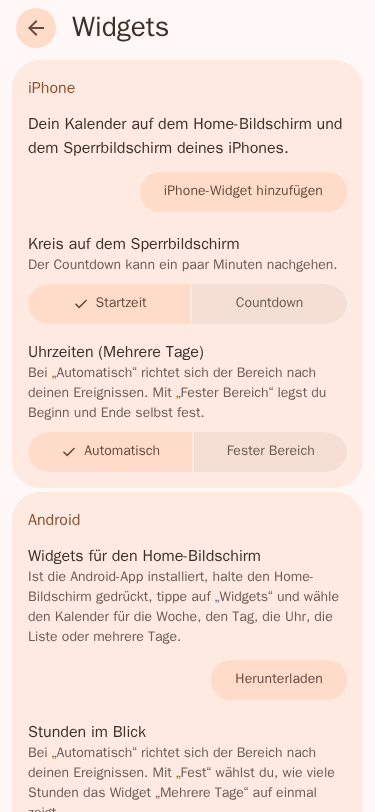 Widgets
iPhone
Dein Kalender auf dem Home-Bildschirm und
dem Sperrbildschirm deines iPhones.
iPhone-Widget hinzufügen
Kreis auf dem Sperrbildschirm
Der Countdown kann ein paar Minuten nachgehen.
Startzeit
Countdown
Uhrzeiten (Mehrere Tage)
Bei „Automatisch“ richtet sich der Bereich nach
deinen Ereignissen. Mit „Fester Bereich“ legst du
Beginn und Ende selbst fest.
Automatisch
Fester Bereich
Android
Widgets für den Home-Bildschirm
Ist die Android-App installiert, halte den Home-
Bildschirm gedrückt, tippe auf „Widgets“ und wähle
den Kalender für die Woche, den Tag, die Uhr, die
Liste oder mehrere Tage.
Herunterladen
Stunden im Blick
Bei „Automatisch“ richtet sich der Bereich nach
deinen Ereignissen. Mit „Fest“ wählst du, wie viele
Stunden das Widget „Mehrere Tage“ auf einmal
zeigt.